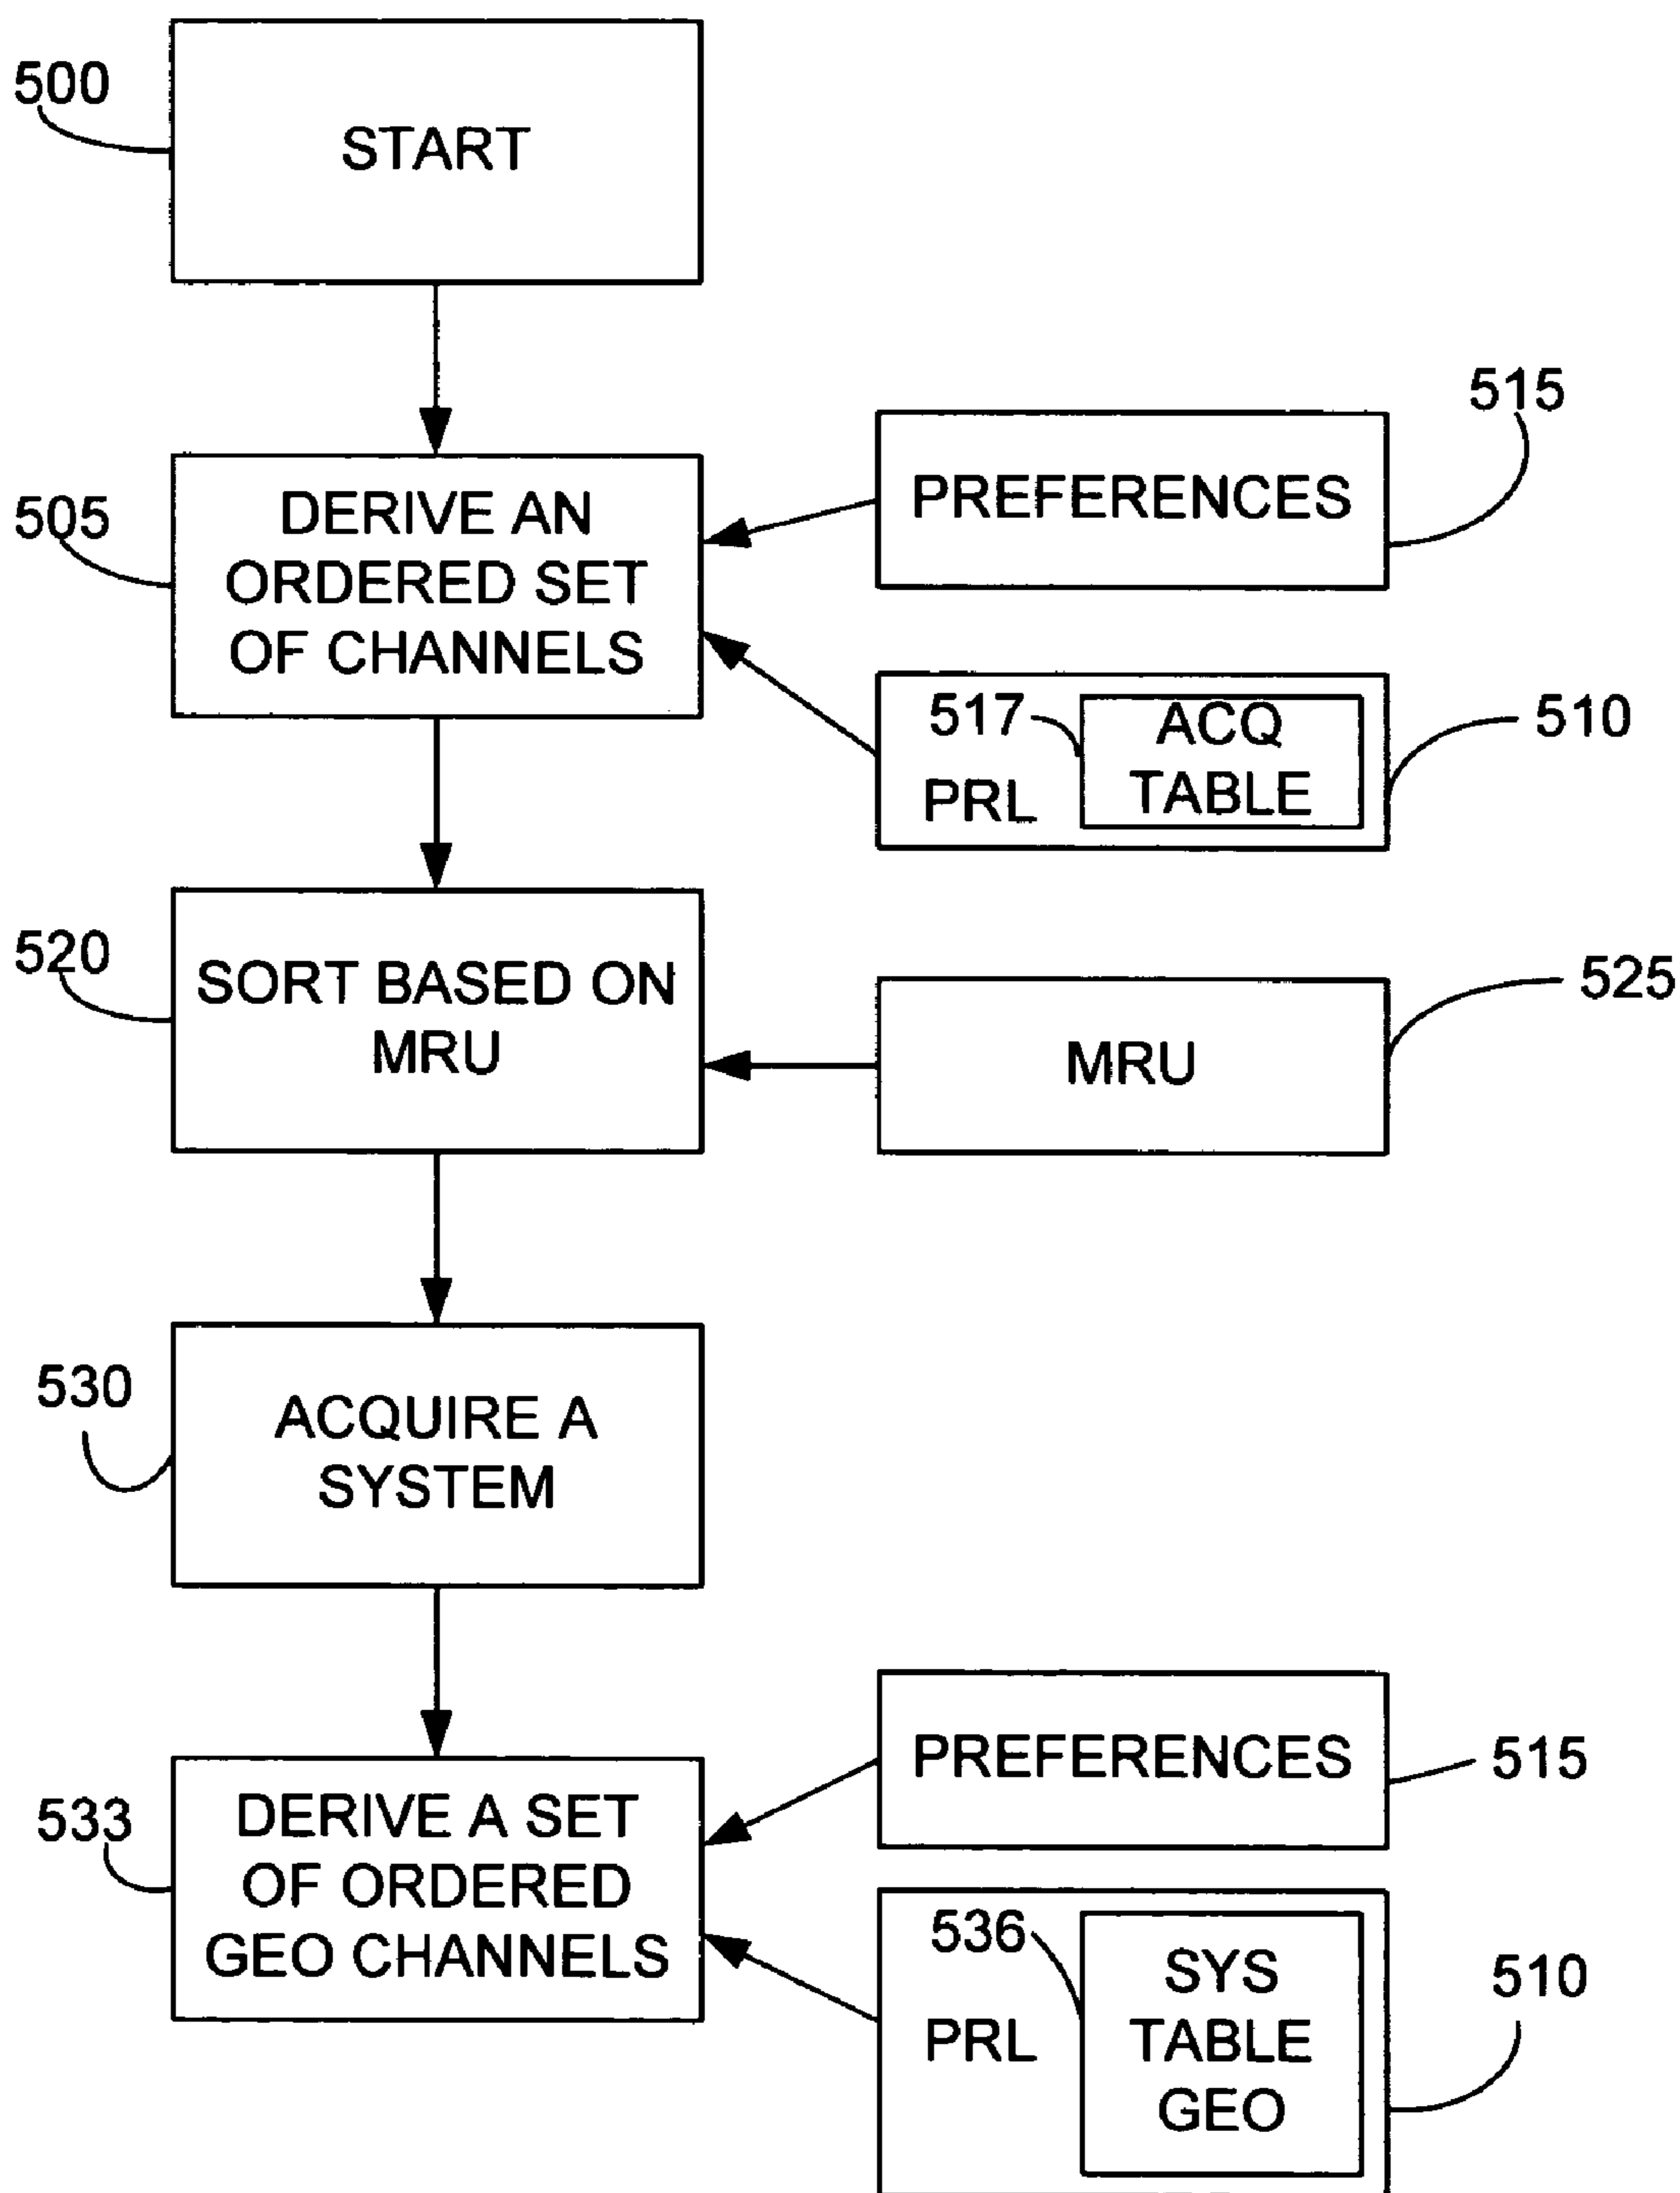 500
START
515
505
DERIVE AN
ORDERED SET
OF CHANNELS
PREFERENCES
517
ACQ
TABLE
PRL
510
520
SORT BASED ON
MRU
525
MRU
530
ACQUIRE A
SYSTEM
533
DERIVE A SET
OF ORDERED
GEO CHANNELS
PREFERENCES
515
536
SYS
TABLE
GEO
PRL
510